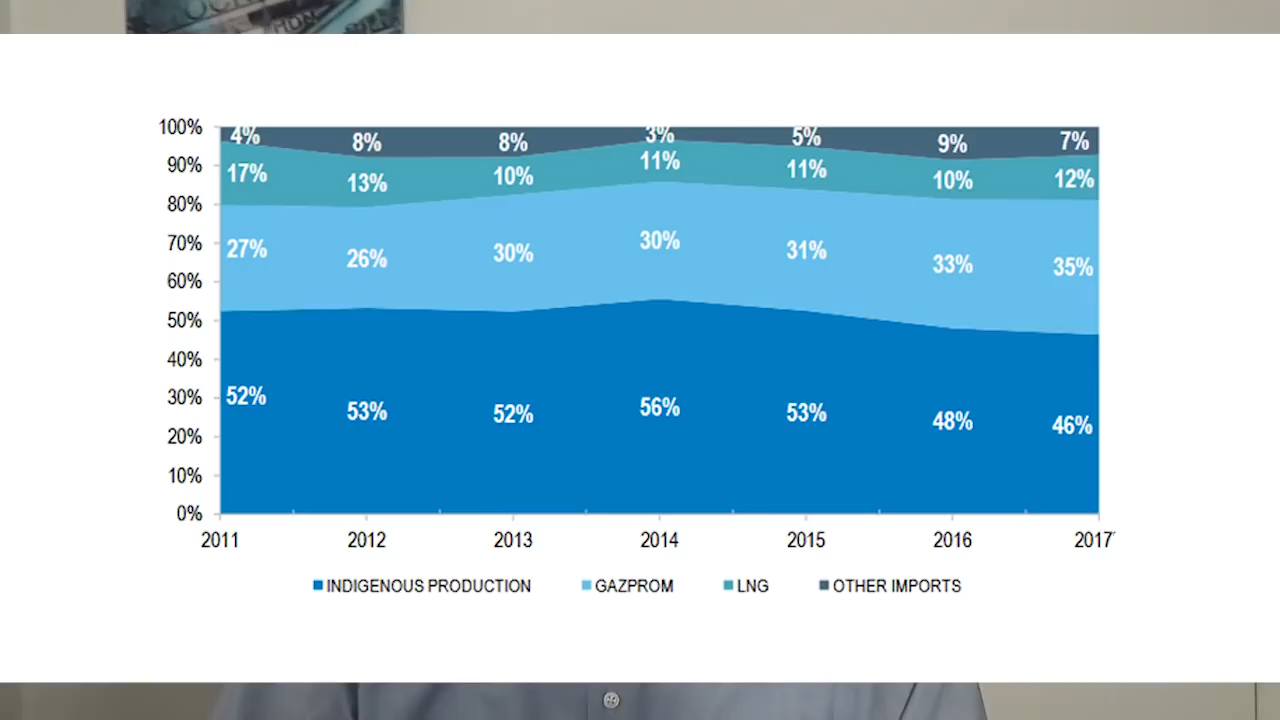 100%
90%
80%
70%
60%
50%
40%
30%
20%
10%
0%
4% 8% 8% 3% 5% 9% 7%
17% 13% 10% 11% 11% 10% 12%
27% 26% 30% 30% 31% 33% 35%
52% 53% 52% 56% 53% 48% 46%
2011 2012 2013 2014 2015 2016 2017
INDIGENOUS PRODUCTION GAZPROM LNG OTHER IMPORTS